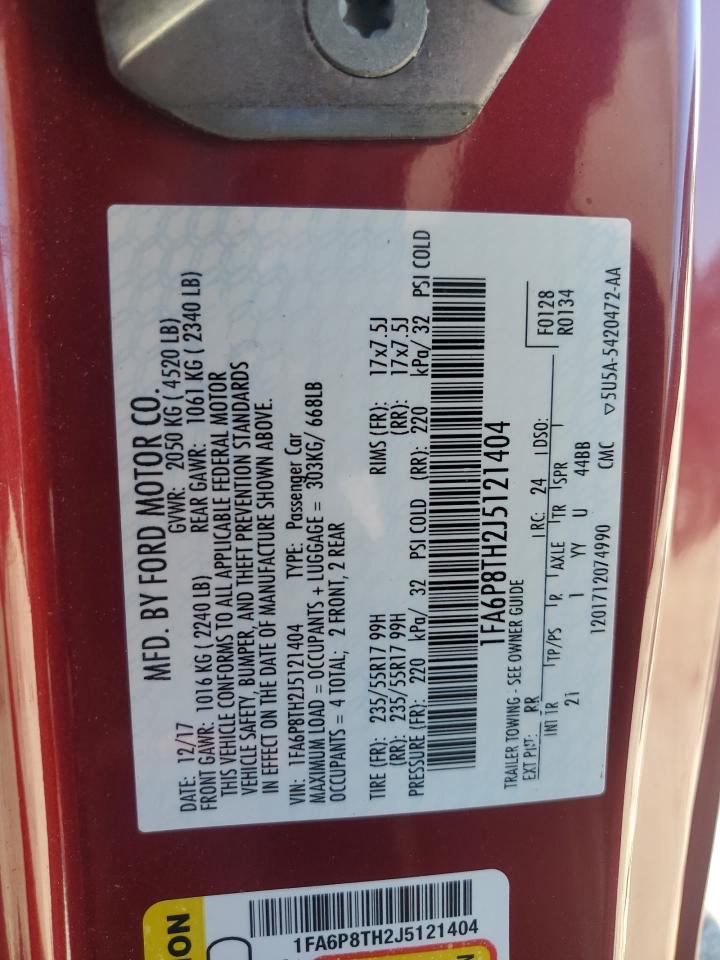 MFD. BY FORD MOTOR CO.
DATE: 12/17 GVWR: 2050 KG ( 4520 LB)
FRONT GAWR: 1016 KG ( 2240 LB) REAR GAWR: 1061 KG ( 2340 LB)
THIS VEHICLE CONFORMS TO ALL APPLICABLE FEDERAL MOTOR
VEHICLE SAFETY, BUMPER, AND THEFT PREVENTION STANDARDS
IN EFFECT ON THE DATE OF MANUFACTURE SHOWN ABOVE.
VIN: 1FA6P8TH2J5121404 TYPE: Passenger Car
MAXIMUM LOAD = OCCUPANTS + LUGGAGE = 303KG/ 668LB
OCCUPANTS = 4 TOTAL; 2 FRONT, 2 REAR
TIRE (FR): 235/55R17 99H RIMS (FR): 17x7.5J
(RR): 235/55R17 99H (RR): 17x7.5J
PRESSURE (FR): 220 kPa/ 32 PSI COLD (RR): 220 kPa/ 32 PSI COLD
1FA6P8TH2J5121404
TRAILER TOWING - SEE OWNER GUIDE
EXT PNT: RR RC: 24 DSO: F0128
R0134
INT TR TP/PS R AXLE TR SPR
2i I YY U 44BB
1201712074990 CMC ▽5U5A-5420472-AA
1FA6P8TH2J5121404